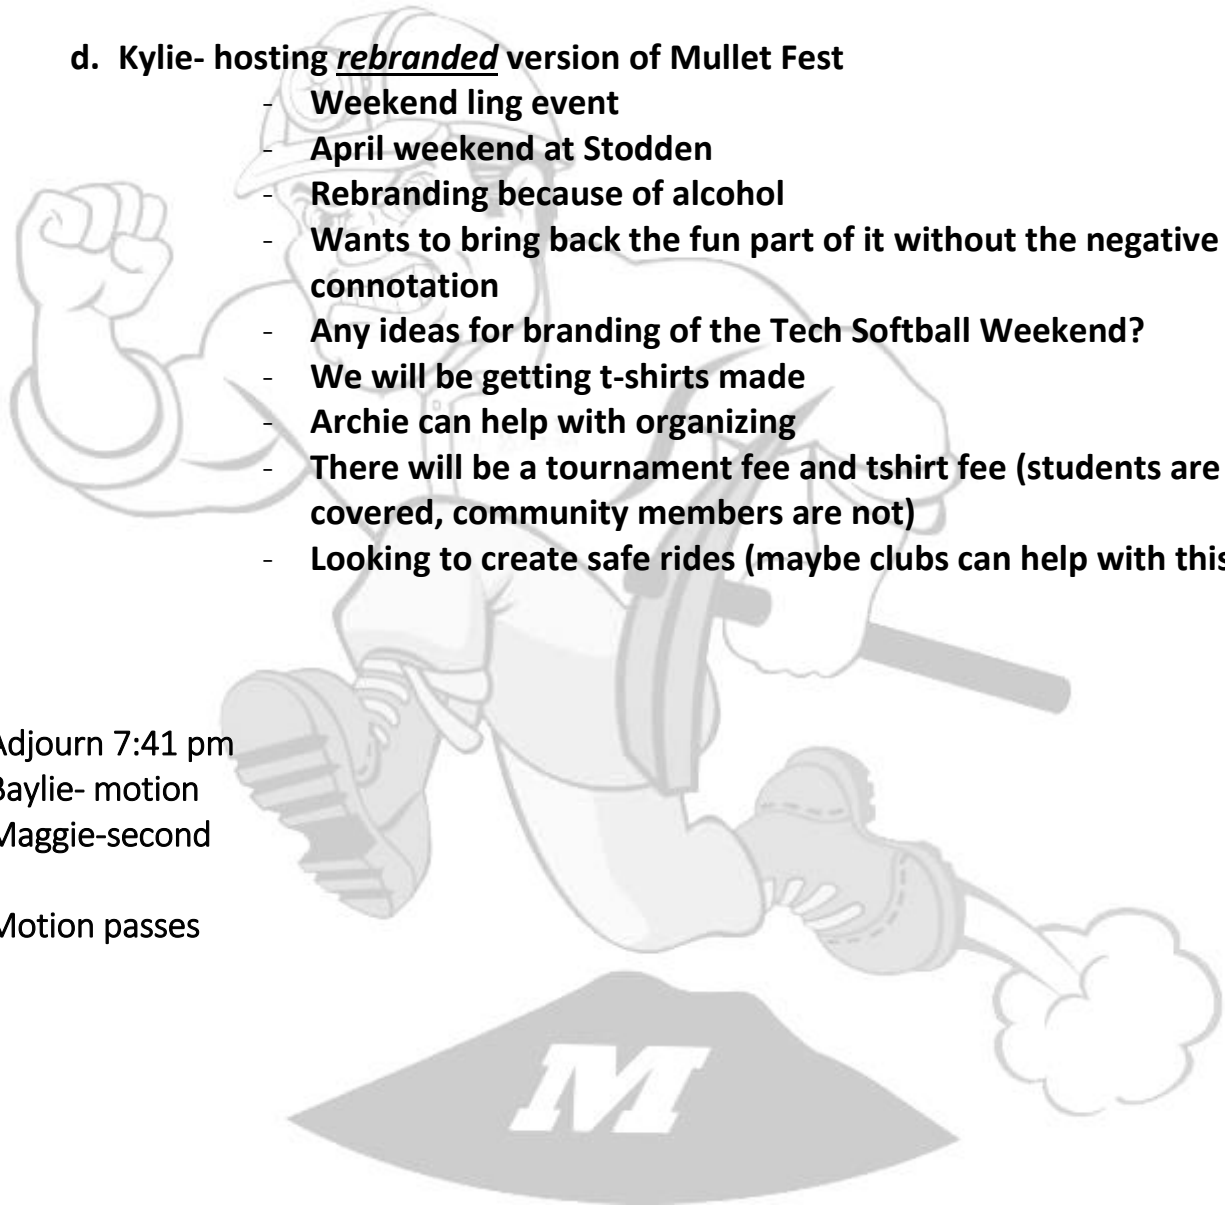 d. Kylie- hosting rebranded version of Mullet Fest
- Weekend ling event
- April weekend at Stodden
- Rebranding because of alcohol
- Wants to bring back the fun part of it without the negative
connotation
- Any ideas for branding of the Tech Softball Weekend?
- We will be getting t-shirts made
- Archie can help with organizing
- There will be a tournament fee and tshirt fee (students are
covered, community members are not)
- Looking to create safe rides (maybe clubs can help with this
Adjourn 7:41 pm
Baylie- motion
Maggie-second
Motion passes
M